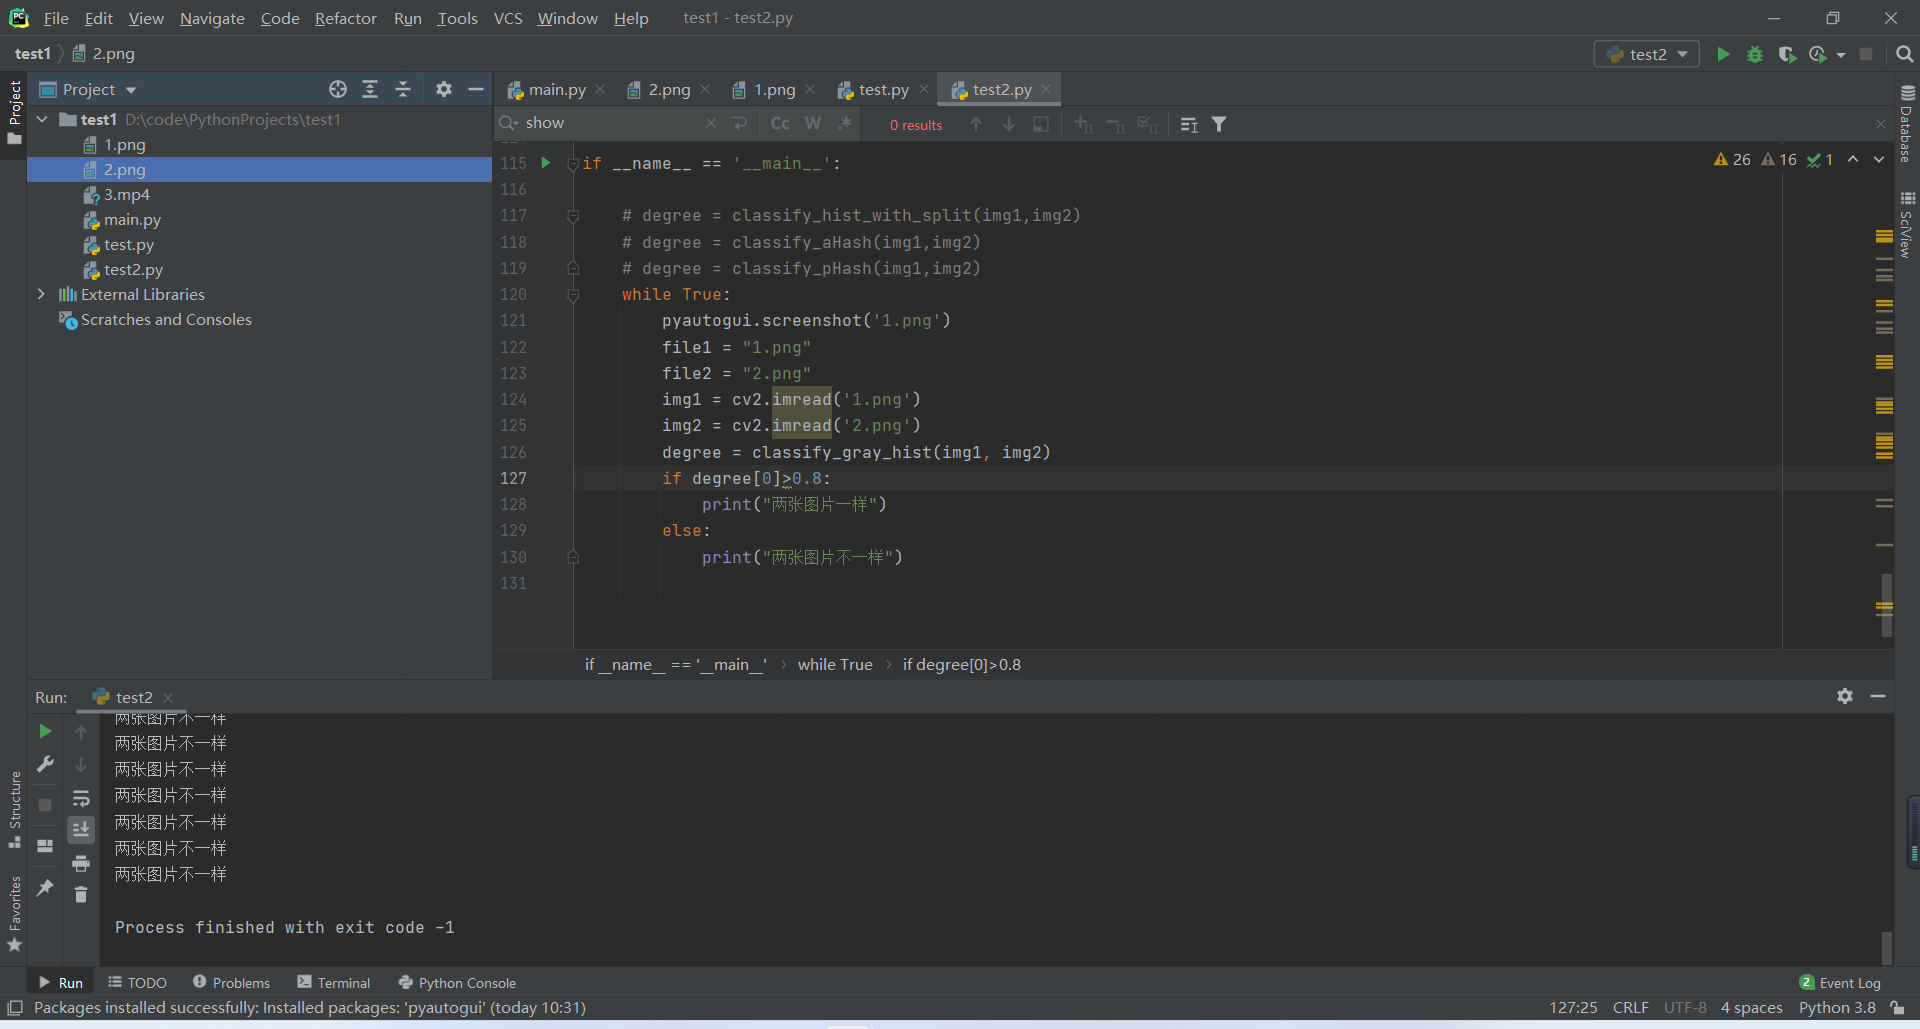 File Edit View Navigate Code Refactor Run Tools VCS Window Help test1 - test2.py
test1 2.png
test2
Project
main.py 2.png 1.png test.py test2.py
Project
test1 D:\code\PythonProjects\test1
1.png
2.png
3.mp4
main.py
test.py
test2.py
External Libraries
Scratches and Consoles
show
Cc W .*
0 results
26 16 1
115 if __name__ == '__main__':
116
117 # degree = classify_hist_with_split(img1,img2)
118 # degree = classify_aHash(img1,img2)
119 # degree = classify_pHash(img1,img2)
120 while True:
121 pyautogui.screenshot('1.png')
122 file1 = "1.png"
123 file2 = "2.png"
124 img1 = cv2.imread('1.png')
125 img2 = cv2.imread('2.png')
126 degree = classify_gray_hist(img1, img2)
127 if degree[0]>0.8:
128 print("两张图片一样")
129 else:
130 print("两张图片不一样")
131
if __name__ == '__main__' › while True › if degree[0]>0.8
Database
SciView
Run: test2
两张图片不一样
两张图片不一样
两张图片不一样
两张图片不一样
两张图片不一样
两张图片不一样
两张图片不一样
Process finished with exit code -1
Structure
Favorites
Run TODO Problems Terminal Python Console
2 Event Log
Packages installed successfully: Installed packages: 'pyautogui' (today 10:31)
127:25 CRLF UTF-8 4 spaces Python 3.8